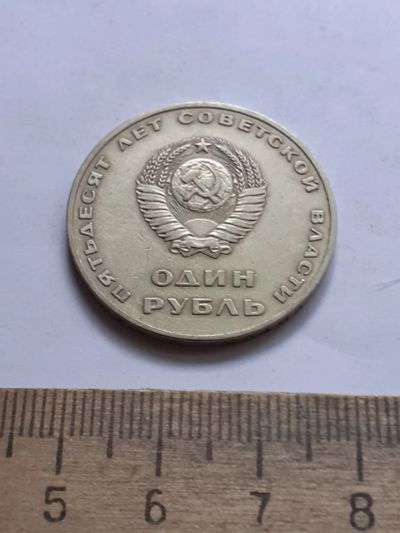 ПЯТЬДЕСЯТ ЛЕТ СОВЕТСКОЙ ВЛАСТИ
ОДИН
РУБЛЬ
5 6 7 8